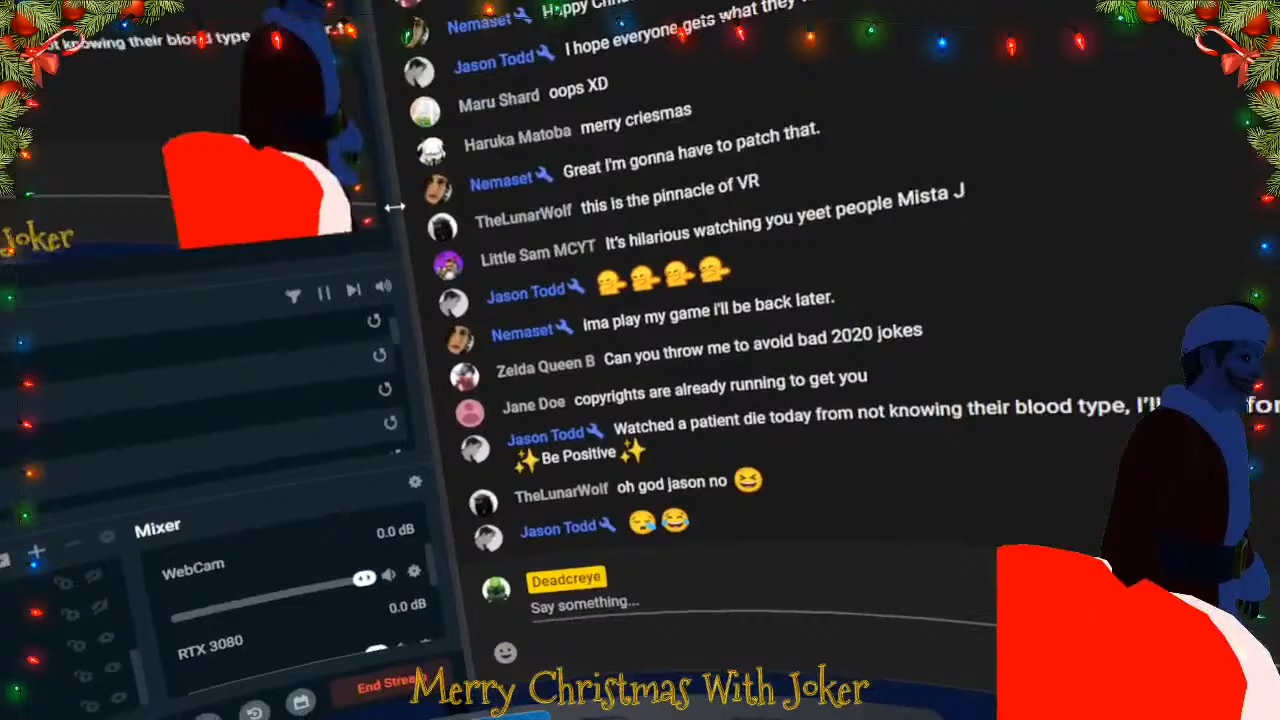 ot knowing their blood type
Joker
Mixer
WebCam
0.0 dB
RTX 3080
0.0 dB
End Stream
Nemaset Happy
Jason Todd I hope everyone gets what they
Maru Shard oops XD
Haruka Matoba merry criesmas
Nemaset Great I'm gonna have to patch that.
TheLunarWolf this is the pinnacle of VR
Little Sam MCYT It's hilarious watching you yeet people Mista J
Jason Todd 🤧🤧🤧🤧
Nemaset ima play my game i'll be back later.
Zelda Queen B Can you throw me to avoid bad 2020 jokes
Jane Doe copyrights are already running to get you
Jason Todd Watched a patient die today from not knowing their blood type, I'll for
✨Be Positive ✨
TheLunarWolf oh god jason no 😆
Jason Todd 😪😂
Deadcreye
Say something...
Merry Christmas With Joker